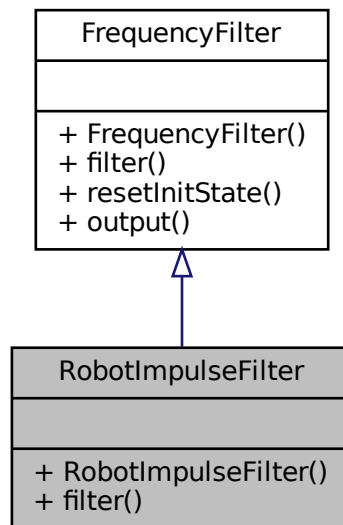 FrequencyFilter
+ FrequencyFilter()
+ filter()
+ resetInitState()
+ output()
RobotImpulseFilter
+ RobotImpulseFilter()
+ filter()